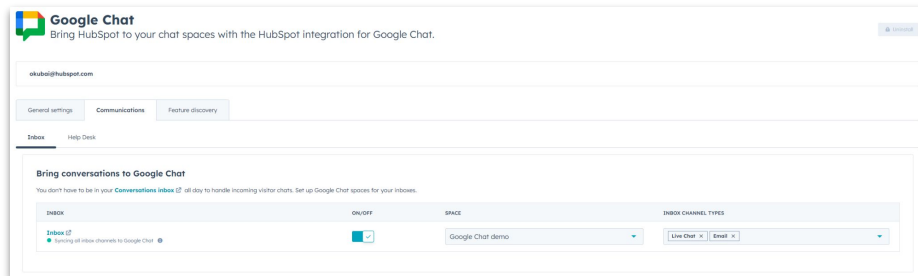 Google Chat
Bring HubSpot to your chat spaces with the HubSpot integration for Google Chat.
Uninstall
okubai@hubspot.com
General settings
Communications
Feature discovery
Inbox
Help Desk
Bring conversations to Google Chat
You don't have to be in your Conversations inbox all day to handle incoming visitor chats. Set up Google Chat spaces for your inboxes.
INBOX
ON/OFF
SPACE
INBOX CHANNEL TYPES
Inbox
Syncing all inbox channels to Google Chat
Google Chat demo
Live Chat ×
Email ×